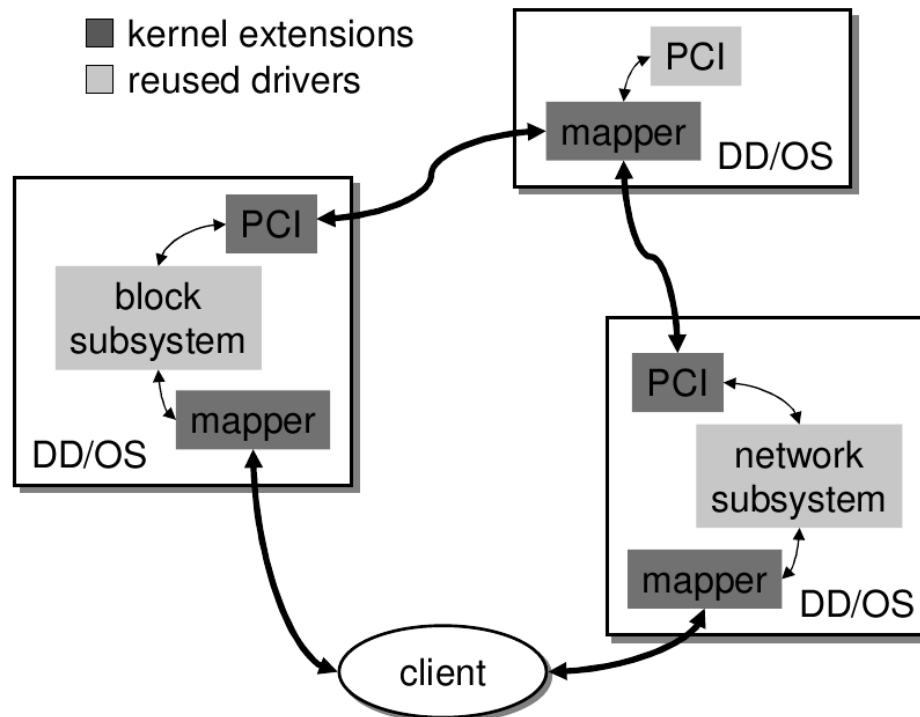 kernel extensions
reused drivers
PCI
mapper
DD/OS
PCI
block
subsystem
mapper
DD/OS
PCI
network
subsystem
mapper
DD/OS
client